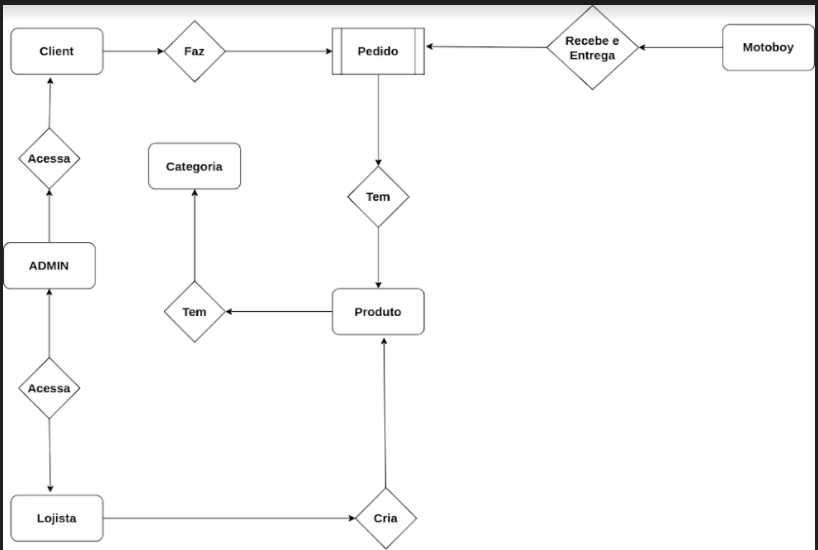 Client
Faz
Pedido
Recebe e
Entrega
Motoboy
Acessa
Categoria
Tem
ADMIN
Tem
Produto
Acessa
Lojista
Cria